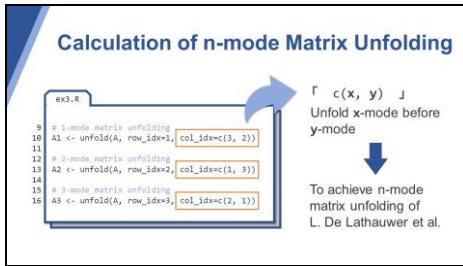 Calculation of n-mode Matrix Unfolding
ex3.R
9 # 1-mode matrix unfolding
10 A1 <- unfold(A, row_idx=1, col_idx=c(3, 2))
11
12 # 2-mode matrix unfolding
13 A2 <- unfold(A, row_idx=2, col_idx=c(1, 3))
14
15 # 3-mode matrix unfolding
16 A3 <- unfold(A, row_idx=3, col_idx=c(2, 1))
「 c(x, y) 」
Unfold x-mode before
y-mode
To achieve n-mode
matrix unfolding of
L. De Lathauwer et al.